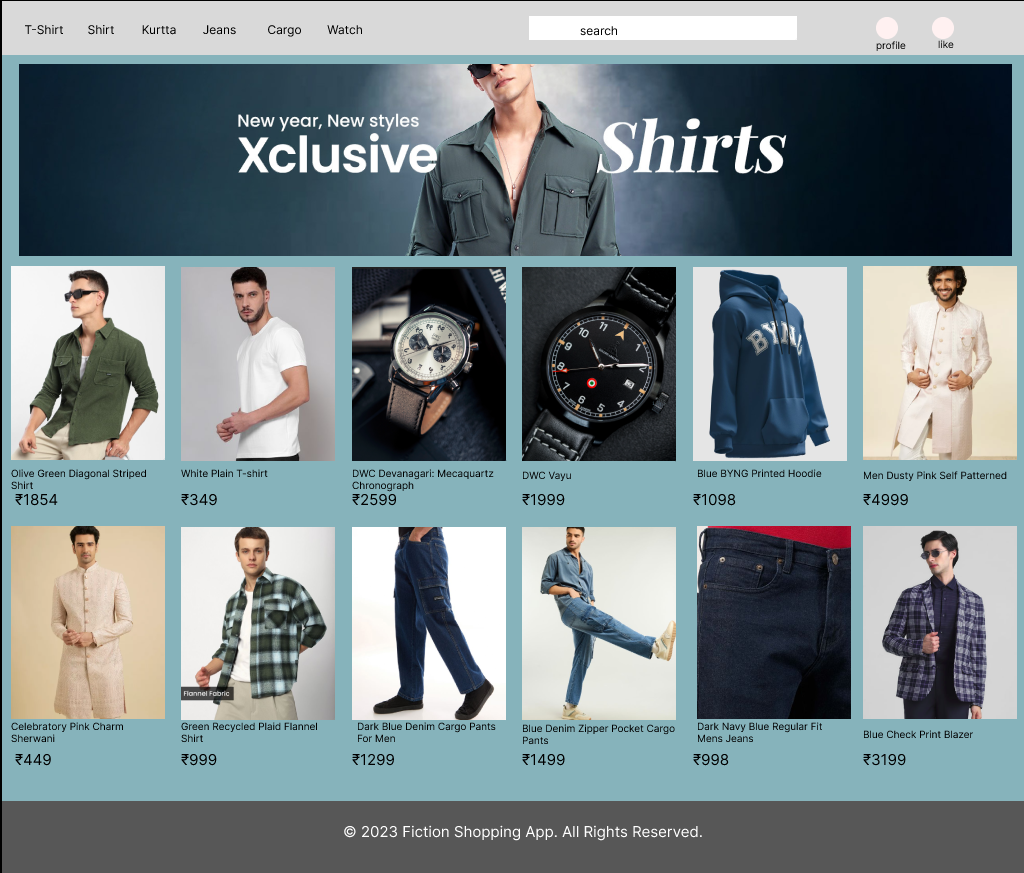 T-Shirt Shirt Kurtta Jeans Cargo Watch search profile like
New year, New styles
Xclusive Shirts
BYNG
Olive Green Diagonal Striped
Shirt
₹1854
White Plain T-shirt
₹349
DWC Devanagari: Mecaquartz
Chronograph
₹2599
DWC Vayu
₹1999
Blue BYNG Printed Hoodie
₹1098
Men Dusty Pink Self Patterned
₹4999
Flannel Fabric
Celebratory Pink Charm
Sherwani
₹449
Green Recycled Plaid Flannel
Shirt
₹999
Dark Blue Denim Cargo Pants
For Men
₹1299
Blue Denim Zipper Pocket Cargo
Pants
₹1499
Dark Navy Blue Regular Fit
Mens Jeans
₹998
Blue Check Print Blazer
₹3199
© 2023 Fiction Shopping App. All Rights Reserved.